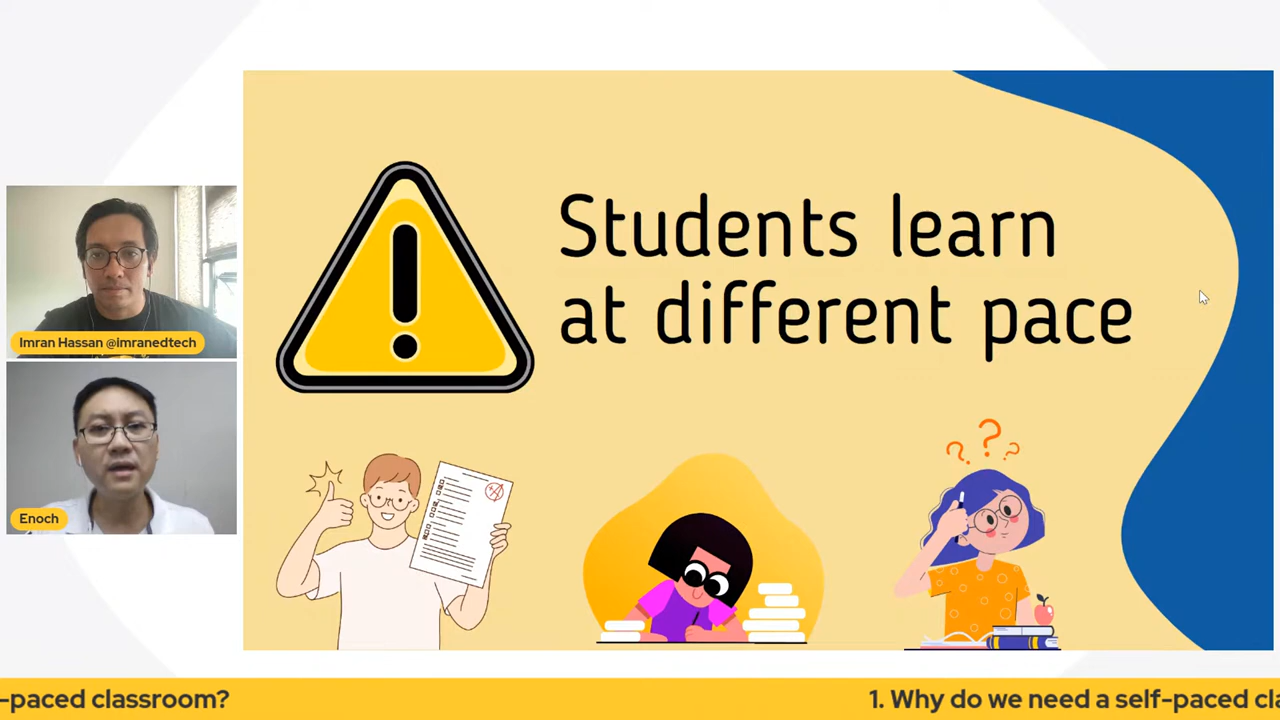 Students learn
at different pace
Imran Hassan @Imranedtech
Enoch
-paced classroom?
1. Why do we need a self-paced cla